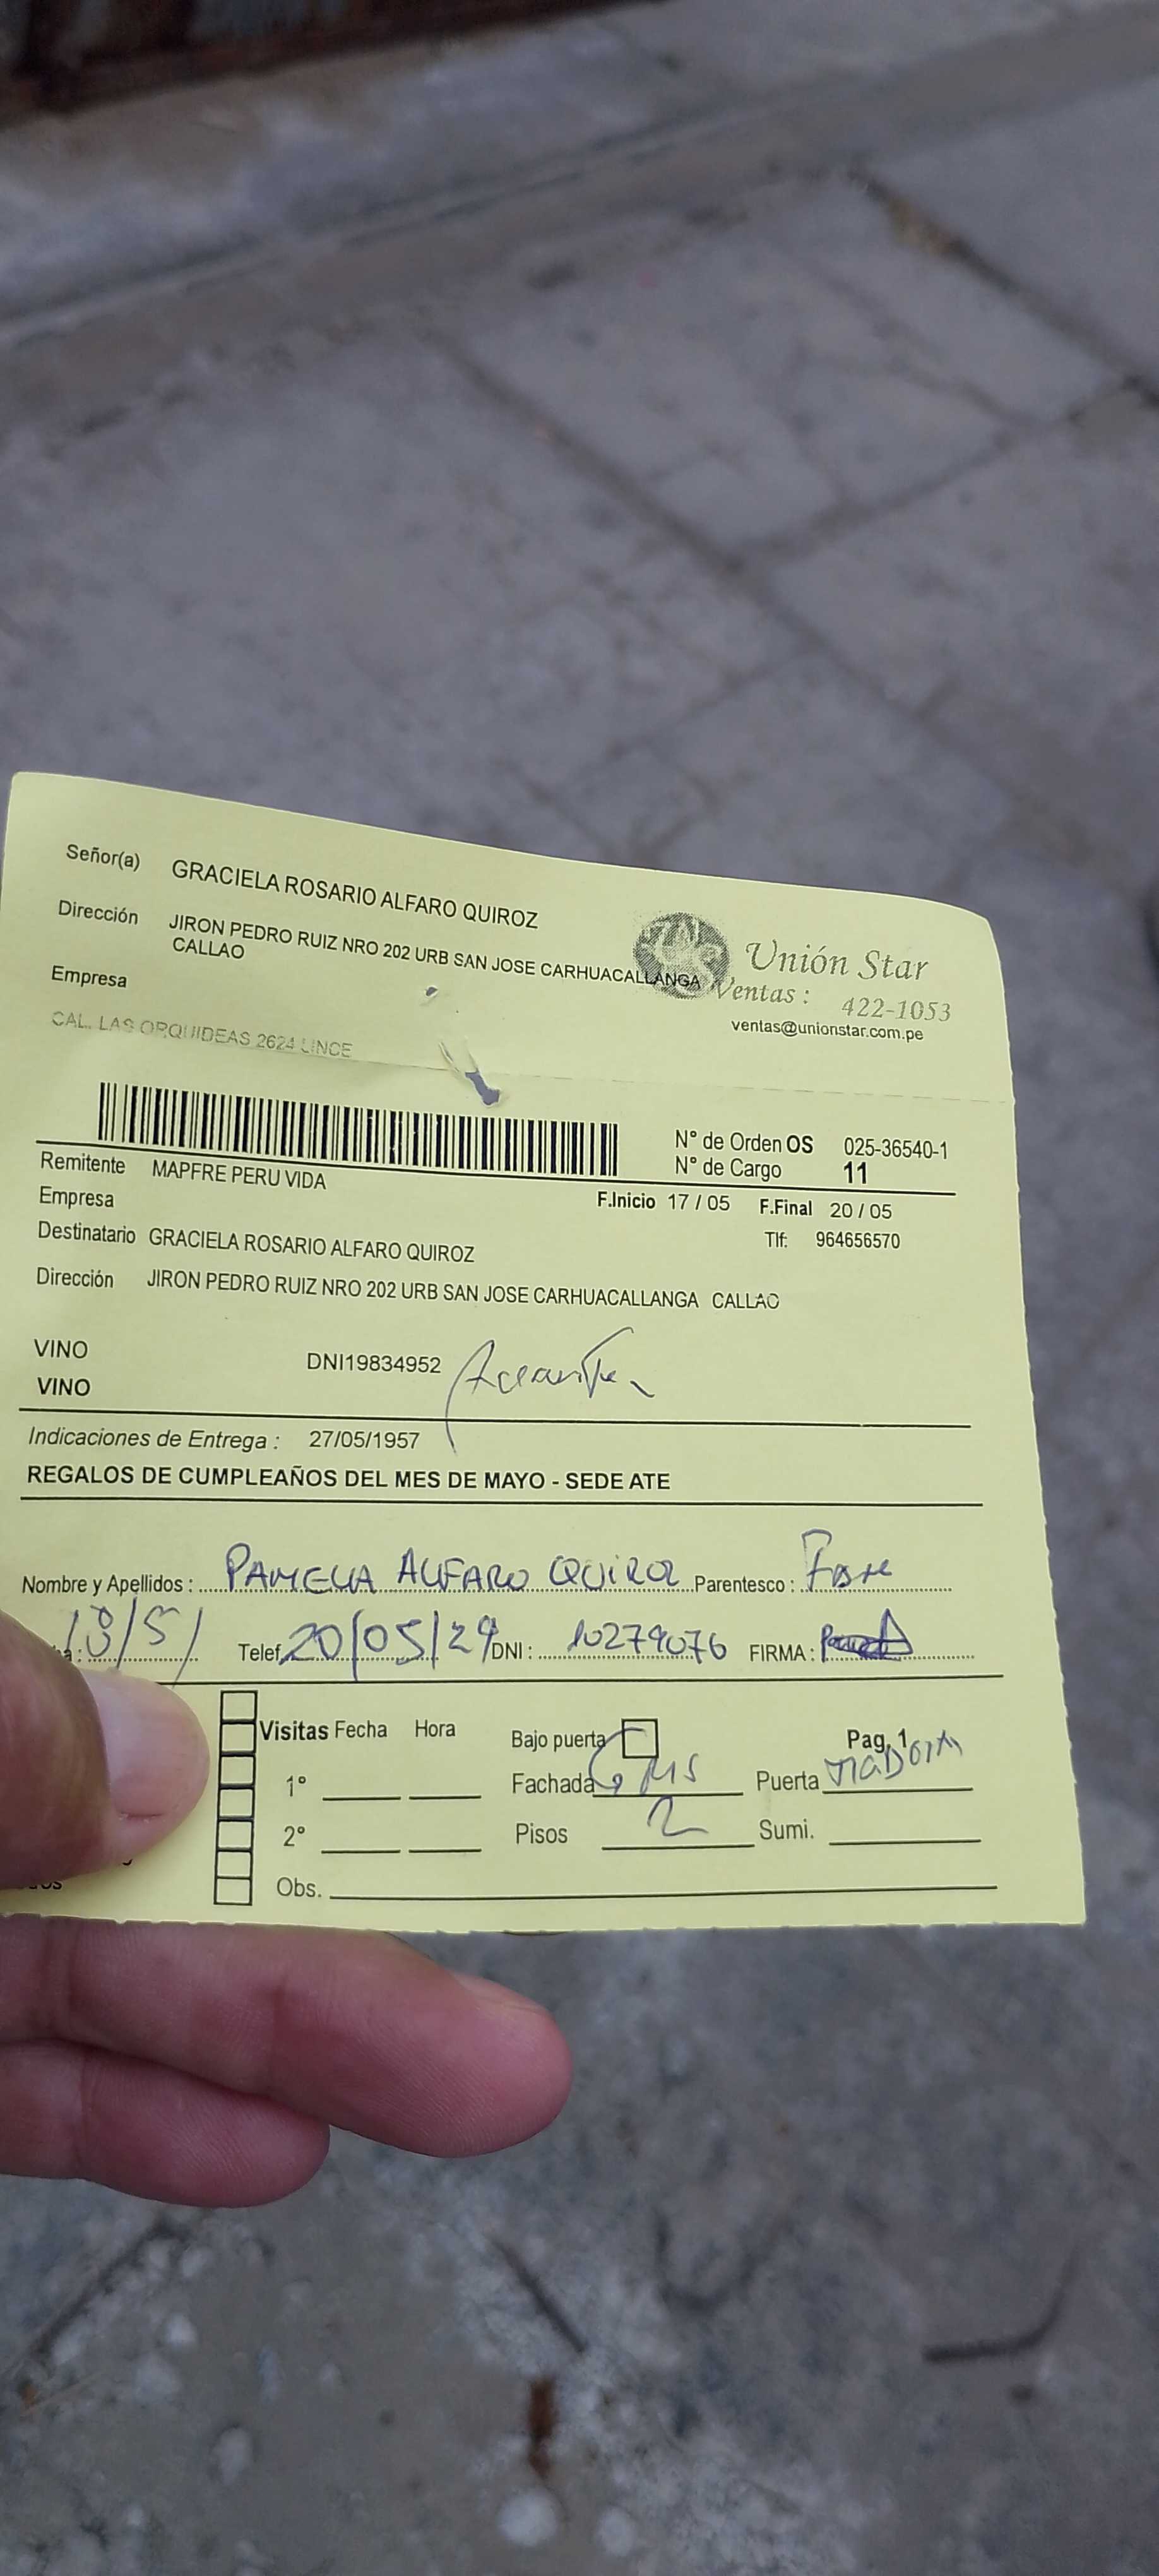 Señor(a) GRACIELA ROSARIO ALFARO QUIROZ
Dirección JIRON PEDRO RUIZ NRO 202 URB SAN JOSE CARHUACALLANGA
CALLAO
Empresa
Unión Star
Ventas : 422-1053
ventas@unionstar.com.pe
CAL. LAS ORQUIDEAS 2624 LINCE
N° de Orden OS 025-36540-1
N° de Cargo 11
Remitente MAPFRE PERU VIDA
Empresa F.Inicio 17 / 05 F.Final 20 / 05
Destinatario GRACIELA ROSARIO ALFARO QUIROZ Tlf: 964656570
Dirección JIRON PEDRO RUIZ NRO 202 URB SAN JOSE CARHUACALLANGA CALLAO
VINO DNI19834952
VINO
Indicaciones de Entrega : 27/05/1957
REGALOS DE CUMPLEAÑOS DEL MES DE MAYO - SEDE ATE
Nombre y Apellidos : PAMELA ALFARO QUIROZ Parentesco :
Telef 20/05/24 DNI : 10279076 FIRMA :
Visitas Fecha Hora Bajo puerta Pag. 1
1° Fachada Puerta
2° Pisos 2 Sumi.
Obs.